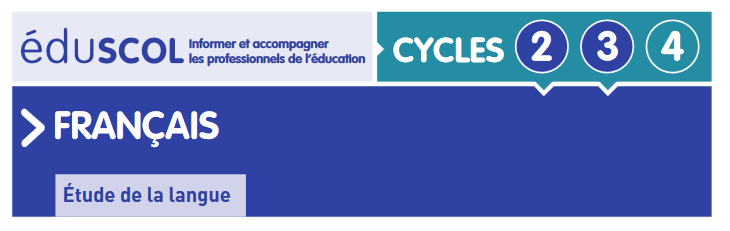 éduSCOL Informer et accompagner
les professionnels de l'éducation
CYCLES 2 3 4
FRANÇAIS
Étude de la langue